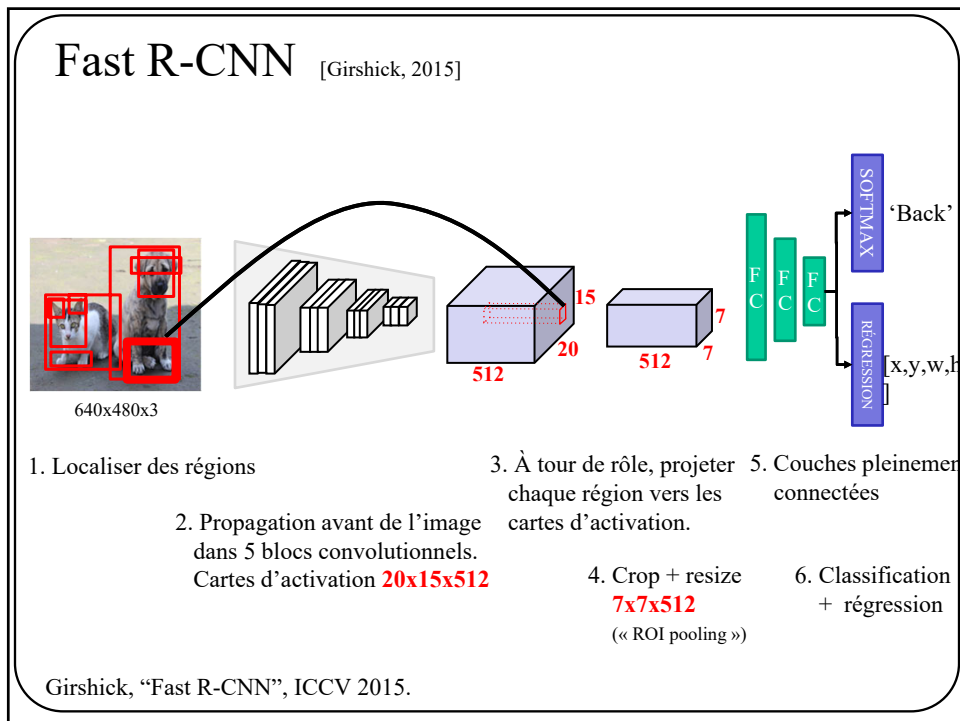 Fast R-CNN [Girshick, 2015]
SOFTMAX
‘Back’
FC
FC
FC
15
20
512
7
7
512
RÉGRESSION
[x,y,w,h
]
640x480x3
1. Localiser des régions
2. Propagation avant de l’image
dans 5 blocs convolutionnels.
Cartes d’activation 20x15x512
3. À tour de rôle, projeter
chaque région vers les
cartes d’activation.
4. Crop + resize
7x7x512
(« ROI pooling »)
5. Couches pleinemen
connectées
6. Classification
+ régression
Girshick, “Fast R-CNN”, ICCV 2015.